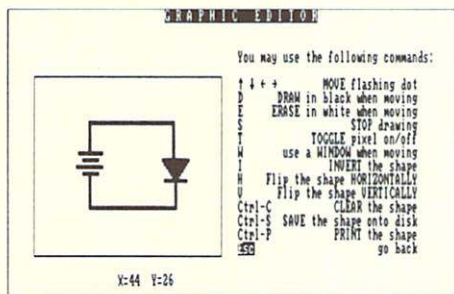 GRAPHIC EDITOR
You may use the following commands:
↑ ↓ ← → MOVE flashing dot
D DRAW in black when moving
E ERASE in white when moving
S STOP drawing
T TOGGLE pixel on/off
W use a WINDOW when moving
I INVERT the shape
H Flip the shape HORIZONTALLY
V Flip the shape VERTICALLY
Ctrl-C CLEAR the shape
Ctrl-S SAVE the shape onto disk
Ctrl-P PRINT the shape
ESC go back
X=44 Y=26